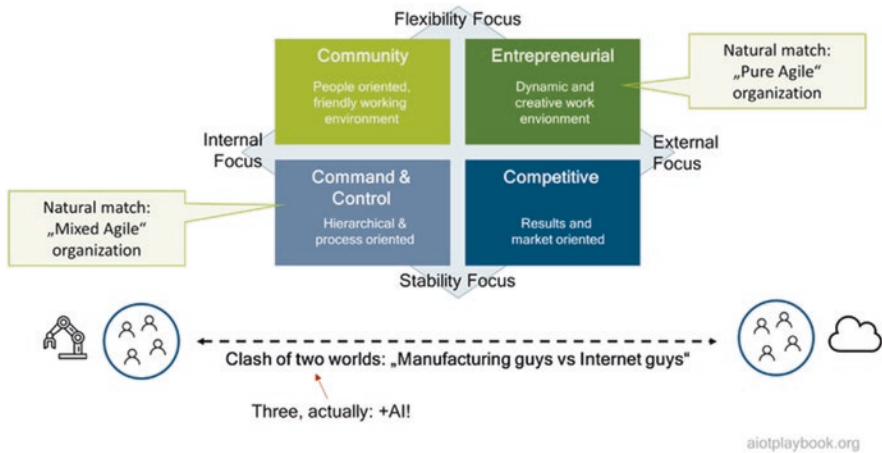 Flexibility Focus
Community
People oriented,
friendly working
environment
Entrepreneurial
Dynamic and
creative work
envionment
Natural match:
„Pure Agile“
organization
Internal
Focus
External
Focus
Natural match:
„Mixed Agile“
organization
Command &
Control
Hierarchical &
process oriented
Competitive
Results and
market oriented
Stability Focus
Clash of two worlds: „Manufacturing guys vs Internet guys“
Three, actually: +AI!
aiotplaybook.org